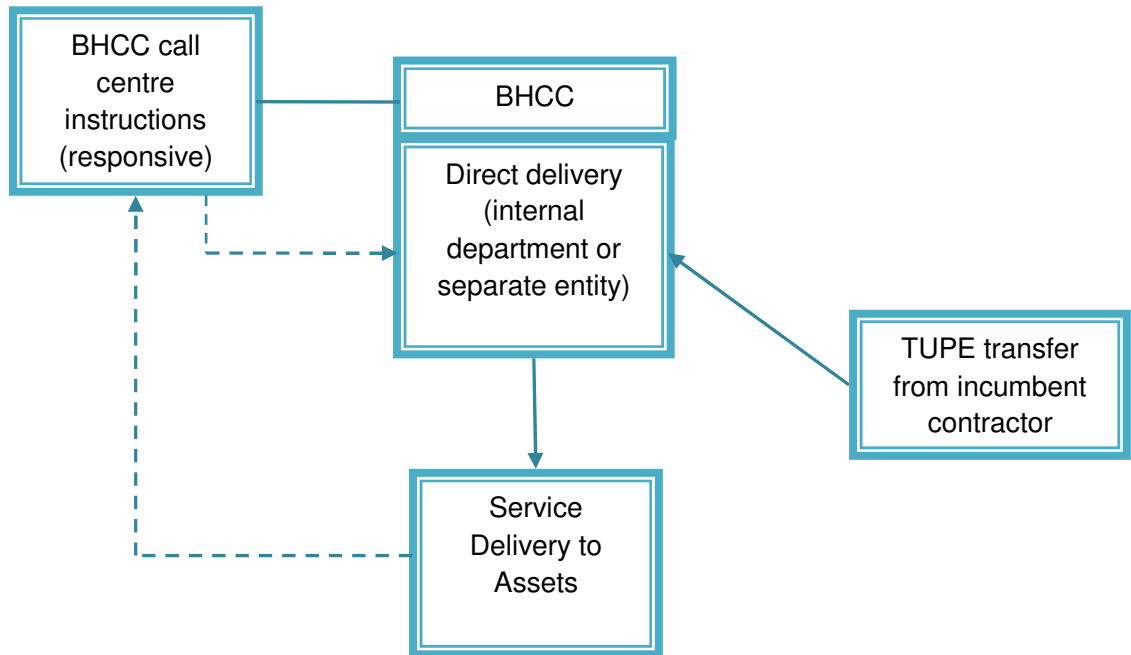 BHCC call
centre
instructions
(responsive)
BHCC
Direct delivery
(internal
department or
separate entity)
TUPE transfer
from incumbent
contractor
Service
Delivery to
Assets